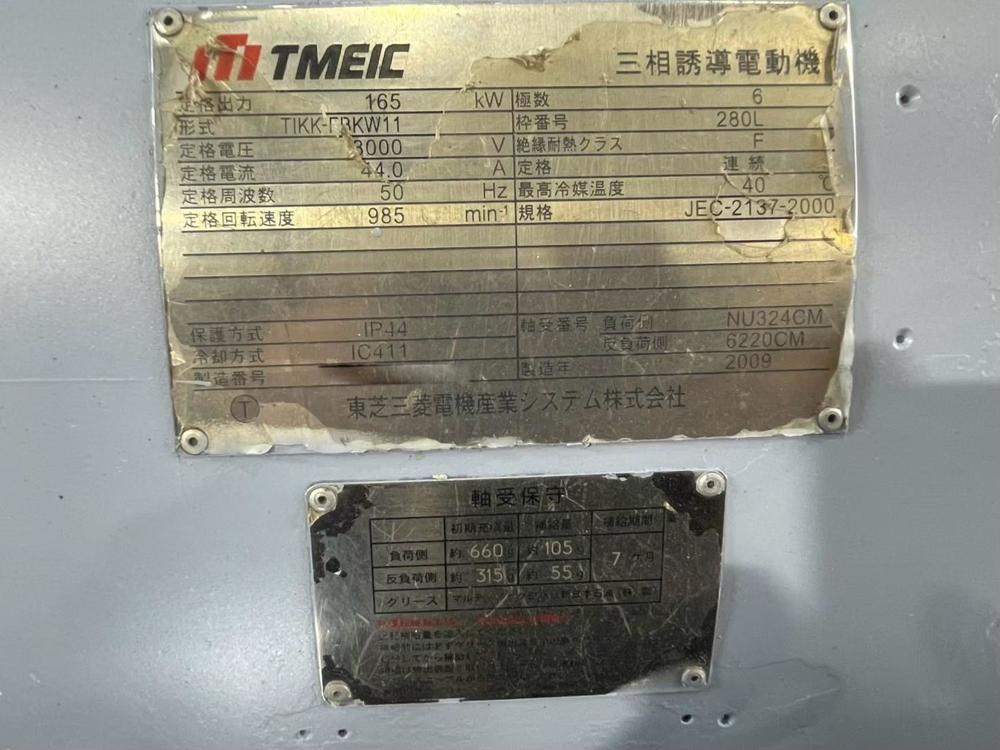 TMEIC
三相誘導電動機
定格出力 165 kW 極数 6
形式 TIKK- KW11 枠番号 280L
定格電圧 3000 V 絶縁耐熱クラス F
定格電流 44.0 A 定格 連続
定格周波数 50 Hz 最高冷媒温度 40 ℃
定格回転速度 985 min-1 規格 JEC-2137-2000
保護方式 IP44 軸受番号 負荷側 NU324CM
冷却方式 IC411 反負荷側 6220CM
製造番号 製造年 2009
T 東芝三菱電機産業システム株式会社
軸受保守
初期充填量 補給量 補給期間
負荷側 約 660 g 約 105 g 7 ケ月
反負荷側 約 315 g 約 55 g
グリース マルティ